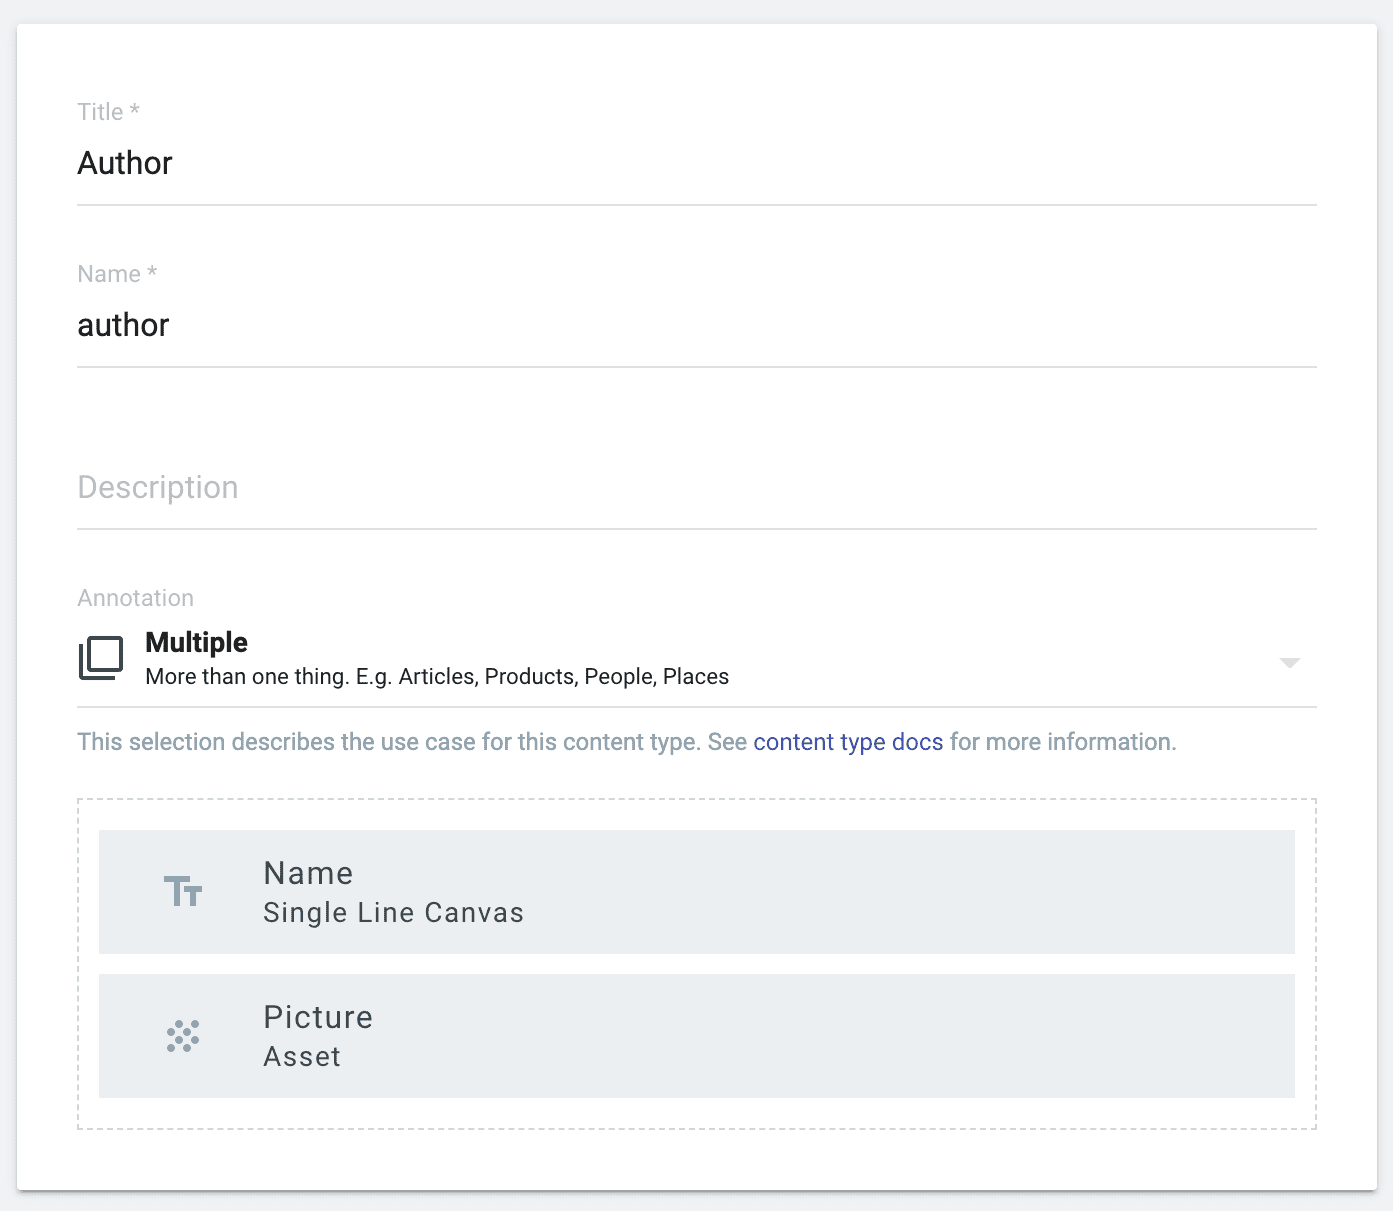 Title *
Author
Name *
author
Description
Annotation
Multiple
More than one thing. E.g. Articles, Products, People, Places
This selection describes the use case for this content type. See content type docs for more information.
Name
Single Line Canvas
Picture
Asset